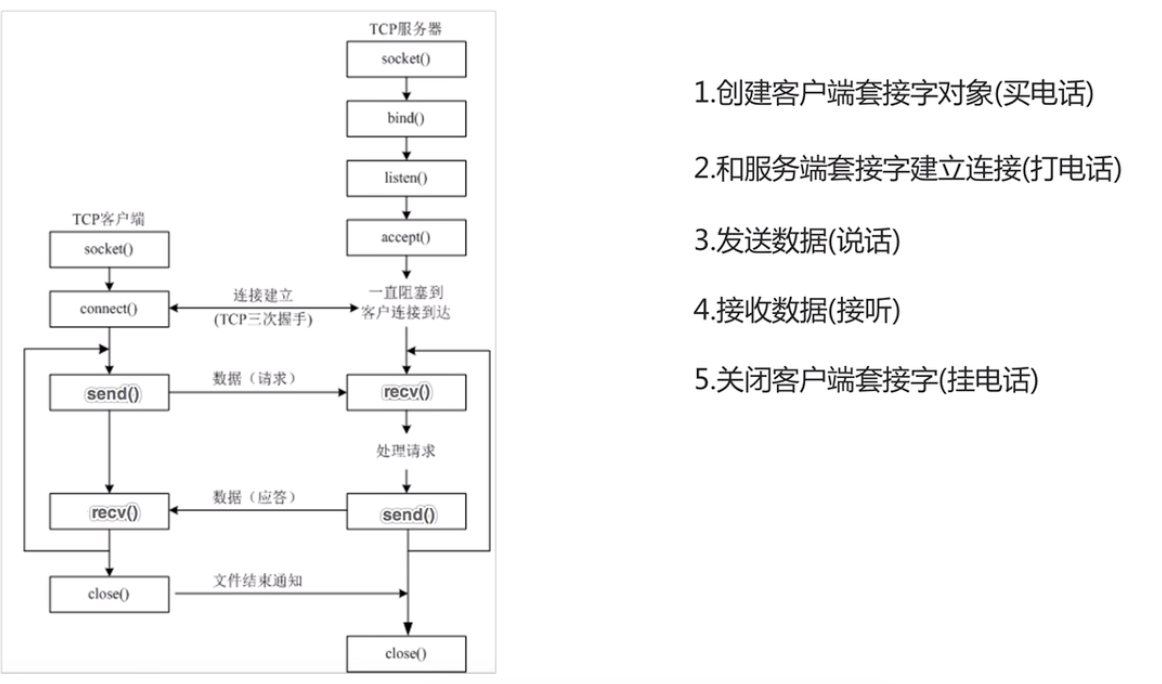 TCP服务器
socket()
bind()
listen()
accept()
一直阻塞到
客户连接到达
TCP客户端
socket()
connect()
连接建立
(TCP三次握手)
send()
数据（请求）
recv()
处理请求
recv()
数据（应答）
send()
close()
文件结束通知
close()
1.创建客户端套接字对象(买电话)
2.和服务端套接字建立连接(打电话)
3.发送数据(说话)
4.接收数据(接听)
5.关闭客户端套接字(挂电话)